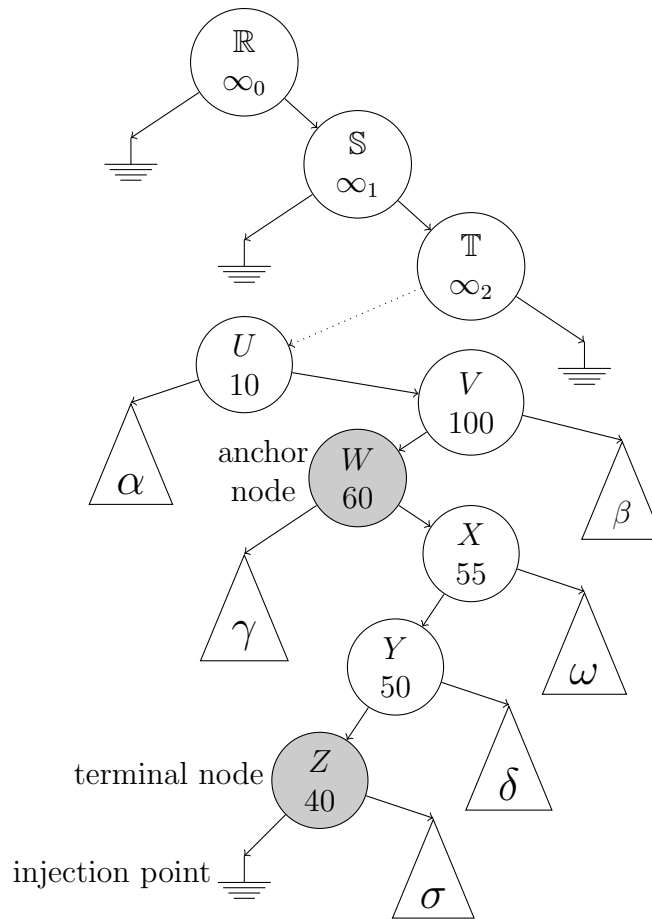 ℝ
∞₀
𝕊
∞₁
𝕋
∞₂
U
10
V
100
α
anchor
node
W
60
β
X
55
γ
Y
50
ω
terminal node
Z
40
δ
injection point
σ